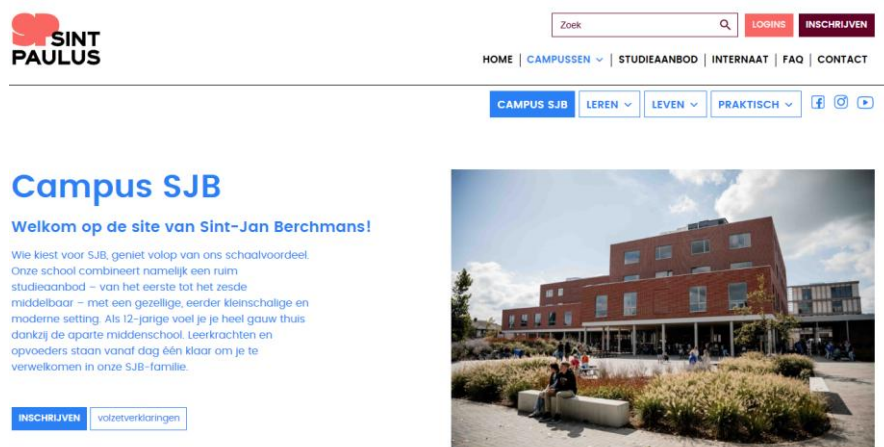 SP SINT
PAULUS
Zoek
LOGINS
INSCHRIJVEN
HOME | CAMPUSSEN | STUDIEAANBOD | INTERNAAT | FAQ | CONTACT
CAMPUS SJB
LEREN
LEVEN
PRAKTISCH
Campus SJB
Welkom op de site van Sint-Jan Berchmans!
Wie kiest voor SJB, geniet volop van ons schaalvoordeel.
Onze school combineert namelijk een ruim
studieaanbod – van het eerste tot het zesde
middelbaar – met een gezellige, eerder kleinschalige en
moderne setting. Als 12-jarige voel je je heel gauw thuis
dankzij de aparte middenschool. Leerkrachten en
opvoeders staan vanaf dag één klaar om je te
verwelkomen in onze SJB-familie.
INSCHRIJVEN
volzetverklaringen